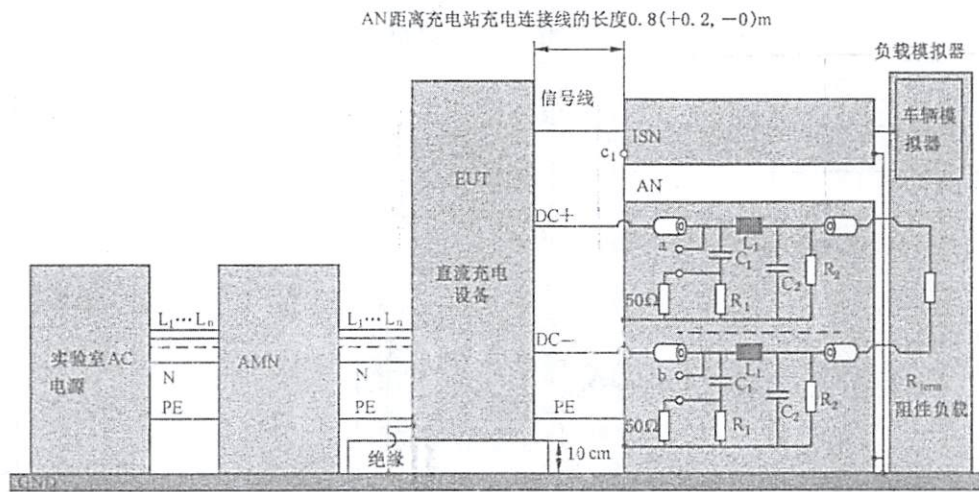 AN距离充电站充电连接线的长度0.8(+0.2, -0)m
负载模拟器
信号线
车辆模
拟器
ISN
c₁
EUT
AN
DC+
a
L₁
C₁
C₂
R₂
直流充电
设备
50Ω
R₁
L₁…Lₙ
L₁…Lₙ
实验室AC
电源
AMN
DC-
N
N
b
L₁
C₁
C₂
R₂
Rterm
阻性负载
PE
PE
PE
50Ω
R₁
绝缘
10 cm
GND